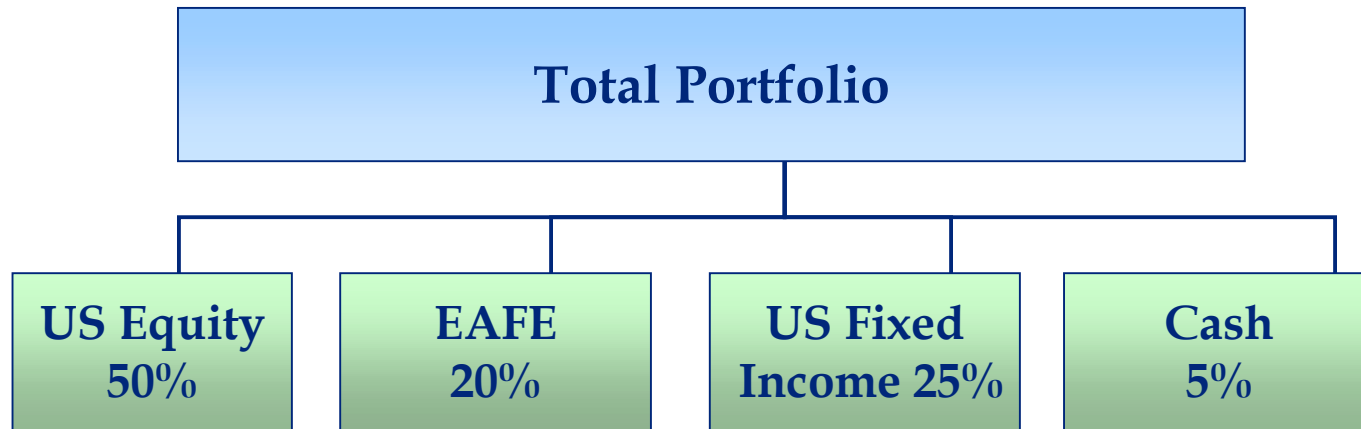 Total Portfolio
US Equity
50%
EAFE
20%
US Fixed
Income 25%
Cash
5%